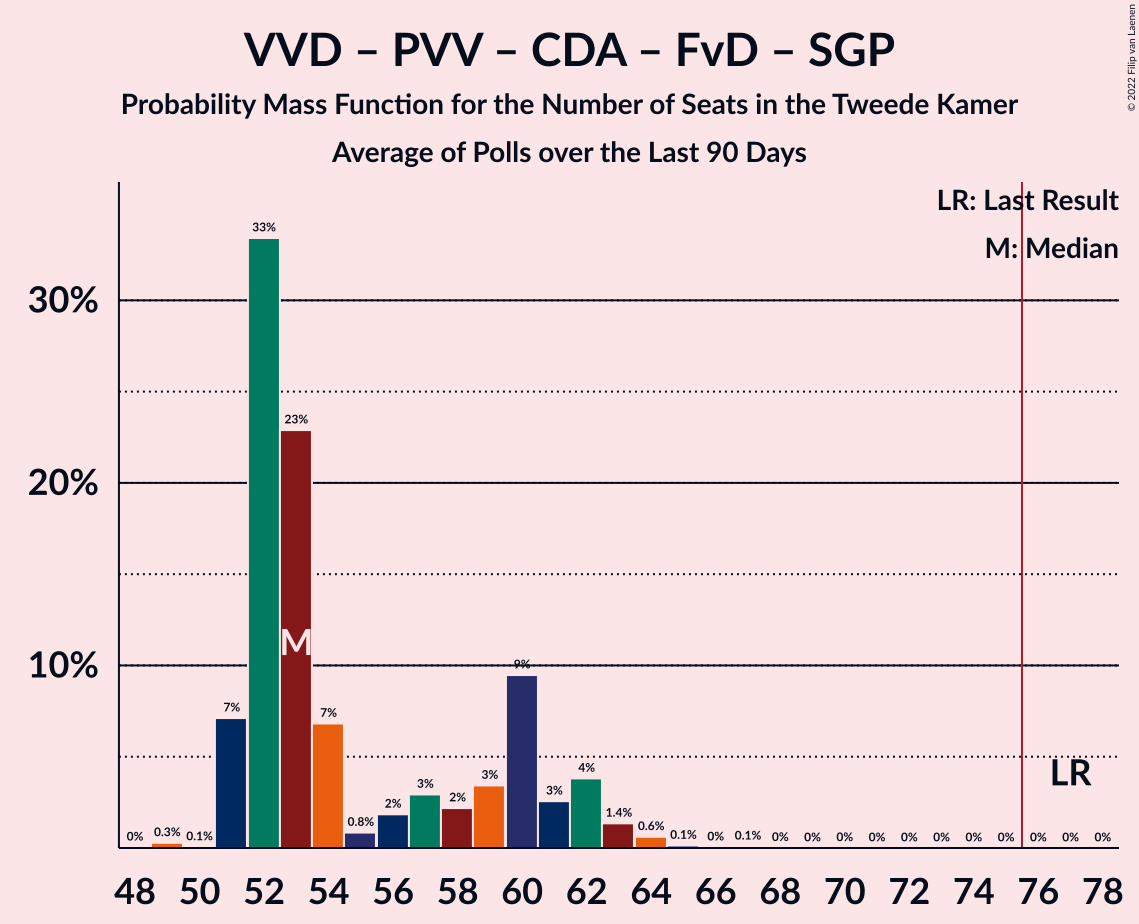 VVD – PVV – CDA – FvD – SGP
Probability Mass Function for the Number of Seats in the Tweede Kamer
Average of Polls over the Last 90 Days
© 2022 Filip van Laenen
LR: Last Result
M: Median
30%
20%
10%
0% 0.3% 0.1% 7% 33% 23% 7% 0.8% 2% 3% 2% 3% 9% 3% 4% 1.4% 0.6% 0.1% 0% 0.1% 0% 0% 0% 0% 0% 0% 0% 0% 0% 0% 0%
M
LR
48 50 52 54 56 58 60 62 64 66 68 70 72 74 76 78